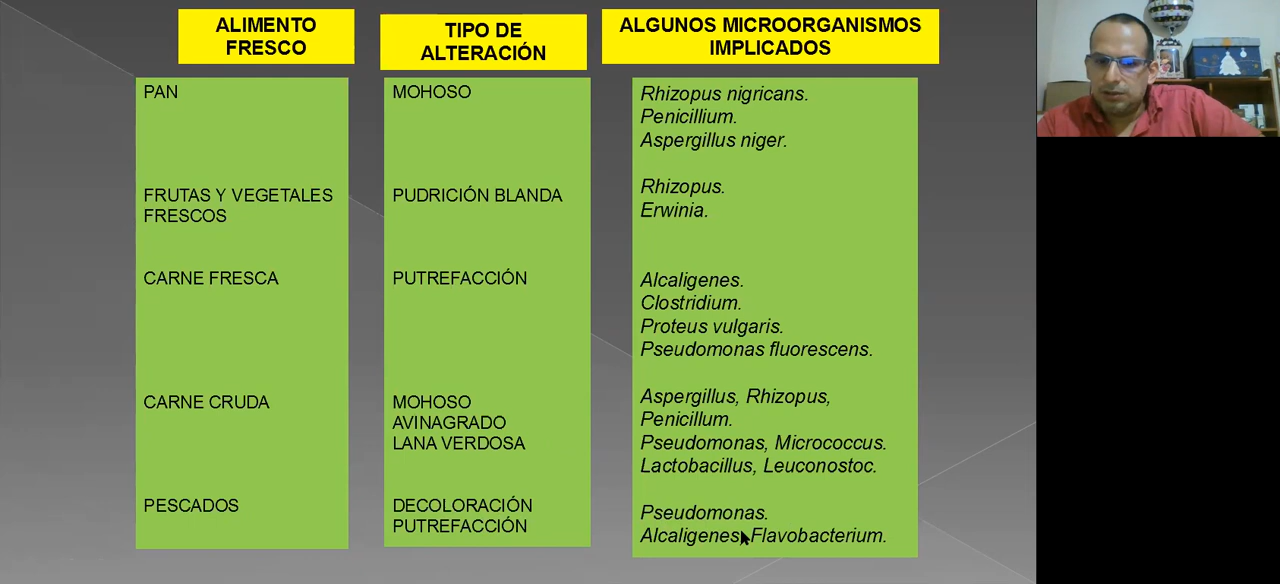 ALIMENTO
FRESCO
TIPO DE
ALTERACIÓN
ALGUNOS MICROORGANISMOS
IMPLICADOS
PAN
MOHOSO
Rhizopus nigricans.
Penicillium.
Aspergillus niger.
FRUTAS Y VEGETALES
FRESCOS
PUDRICIÓN BLANDA
Rhizopus.
Erwinia.
CARNE FRESCA
PUTREFACCIÓN
Alcaligenes.
Clostridium.
Proteus vulgaris.
Pseudomonas fluorescens.
CARNE CRUDA
MOHOSO
AVINAGRADO
LANA VERDOSA
Aspergillus, Rhizopus,
Penicillum.
Pseudomonas, Micrococcus.
Lactobacillus, Leuconostoc.
PESCADOS
DECOLORACIÓN
PUTREFACCIÓN
Pseudomonas.
Alcaligenes, Flavobacterium.